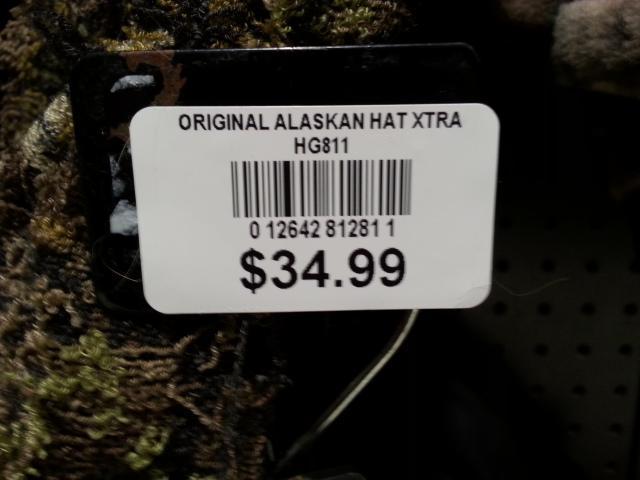 ORIGINAL ALASKAN HAT XTRA
HG811
0 12642 81281 1
$34.99